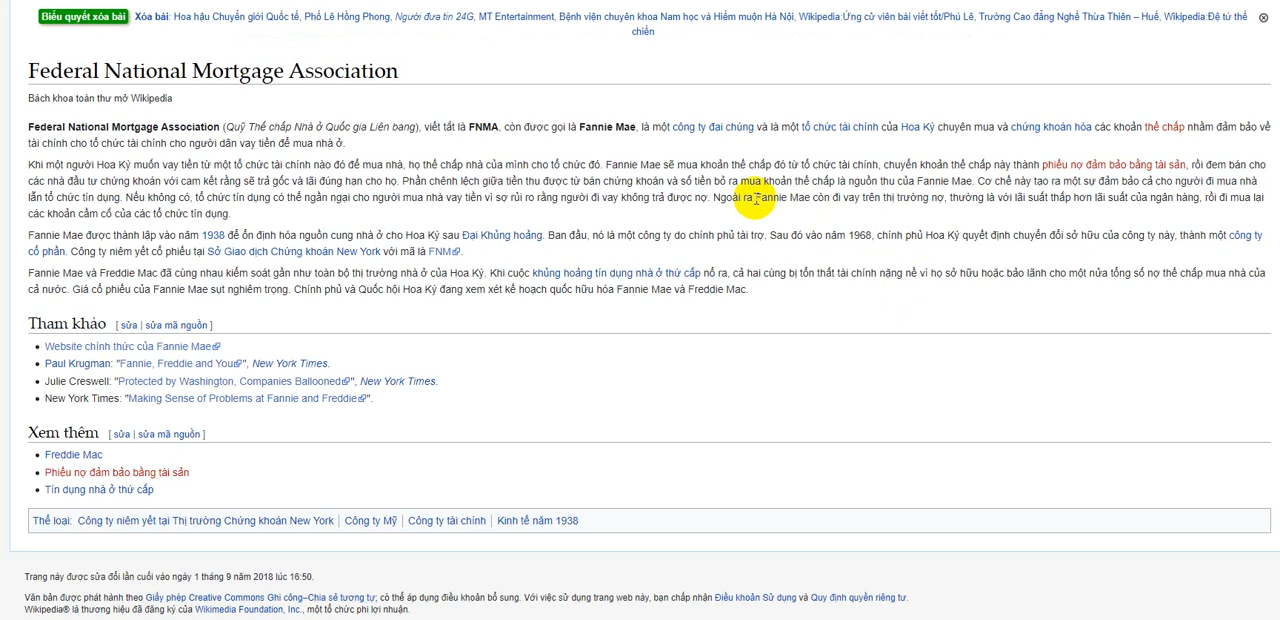 Biểu quyết xóa bài Xóa bài: Hoa hậu Chuyển giới Quốc tế, Phổ Lê Hồng Phong, Người đưa tin 24G, MT Entertainment, Bệnh viện chuyên khoa Nam học và Hiếm muộn Hà Nội, Wikipedia:Ứng cử viên bài viết tốt/Phú Lê, Trường Cao đẳng Nghề Thừa Thiên – Huế, Wikipedia:Đệ tứ thế
chiến
Federal National Mortgage Association
Bách khoa toàn thư mở Wikipedia
Federal National Mortgage Association (Quỹ Thế chấp Nhà ở Quốc gia Liên bang), viết tắt là FNMA, còn được gọi là Fannie Mae, là một công ty đại chúng và là một tổ chức tài chính của Hoa Kỳ chuyên mua và chứng khoán hóa các khoản thế chấp nhằm đảm bảo về
tài chính cho tổ chức tài chính cho người dân vay tiền để mua nhà ở.
Khi một người Hoa Kỳ muốn vay tiền từ một tổ chức tài chính nào đó để mua nhà, họ thế chấp nhà của mình cho tổ chức đó. Fannie Mae sẽ mua khoản thế chấp đó từ tổ chức tài chính, chuyển khoản thế chấp này thành phiếu nợ đảm bảo bằng tài sản, rồi đem bán cho
các nhà đầu tư chứng khoán với cam kết rằng sẽ trả gốc và lãi đúng hạn cho họ. Phần chênh lệch giữa tiền thu được từ bán chứng khoán và số tiền bỏ ra mua khoản thế chấp là nguồn thu của Fannie Mae. Cơ chế này tạo ra một sự đảm bảo cả cho người đi mua nhà
lẫn tổ chức tín dụng. Nếu không có, tổ chức tín dụng có thể ngần ngại cho người mua nhà vay tiền vì sợ rủi ro rằng người đi vay không trả được nợ. Ngoài ra Fannie Mae còn đi vay trên thị trường nợ, thường là với lãi suất thấp hơn lãi suất của ngân hàng, rồi đi mua lại
các khoản cầm cố của các tổ chức tín dụng.
Fannie Mae được thành lập vào năm 1938 để ổn định hóa nguồn cung nhà ở cho Hoa Kỳ sau Đại Khủng hoảng. Ban đầu, nó là một công ty do chính phủ tài trợ. Sau đó vào năm 1968, chính phủ Hoa Kỳ quyết định chuyển đổi sở hữu của công ty này, thành một công ty
cổ phần. Công ty niêm yết cổ phiếu tại Sở Giao dịch Chứng khoán New York với mã là FNM.
Fannie Mae và Freddie Mac đã cùng nhau kiểm soát gần như toàn bộ thị trường nhà ở của Hoa Kỳ. Khi cuộc khủng hoảng tín dụng nhà ở thứ cấp nổ ra, cả hai cùng bị tổn thất tài chính nặng nề vì họ sở hữu hoặc bảo lãnh cho một nửa tổng số nợ thế chấp mua nhà của
cả nước. Giá cổ phiếu của Fannie Mae sụt nghiêm trọng. Chính phủ và Quốc hội Hoa Kỳ đang xem xét kế hoạch quốc hữu hóa Fannie Mae và Freddie Mac.
Tham khảo [ sửa | sửa mã nguồn ]
• Website chính thức của Fannie Mae
• Paul Krugman: "Fannie, Freddie and You", New York Times.
• Julie Creswell: "Protected by Washington, Companies Ballooned", New York Times.
• New York Times: "Making Sense of Problems at Fannie and Freddie".
Xem thêm [ sửa | sửa mã nguồn ]
• Freddie Mac
• Phiếu nợ đảm bảo bằng tài sản
• Tín dụng nhà ở thứ cấp
Thể loại: Công ty niêm yết tại Thị trường Chứng khoán New York | Công ty Mỹ | Công ty tài chính | Kinh tế năm 1938
Trang này được sửa đổi lần cuối vào ngày 1 tháng 9 năm 2018 lúc 16:50.
Văn bản được phát hành theo Giấy phép Creative Commons Ghi công–Chia sẻ tương tự; có thể áp dụng điều khoản bổ sung. Với việc sử dụng trang web này, bạn chấp nhận Điều khoản Sử dụng và Quy định quyền riêng tư.
Wikipedia® là thương hiệu đã đăng ký của Wikimedia Foundation, Inc., một tổ chức phi lợi nhuận.